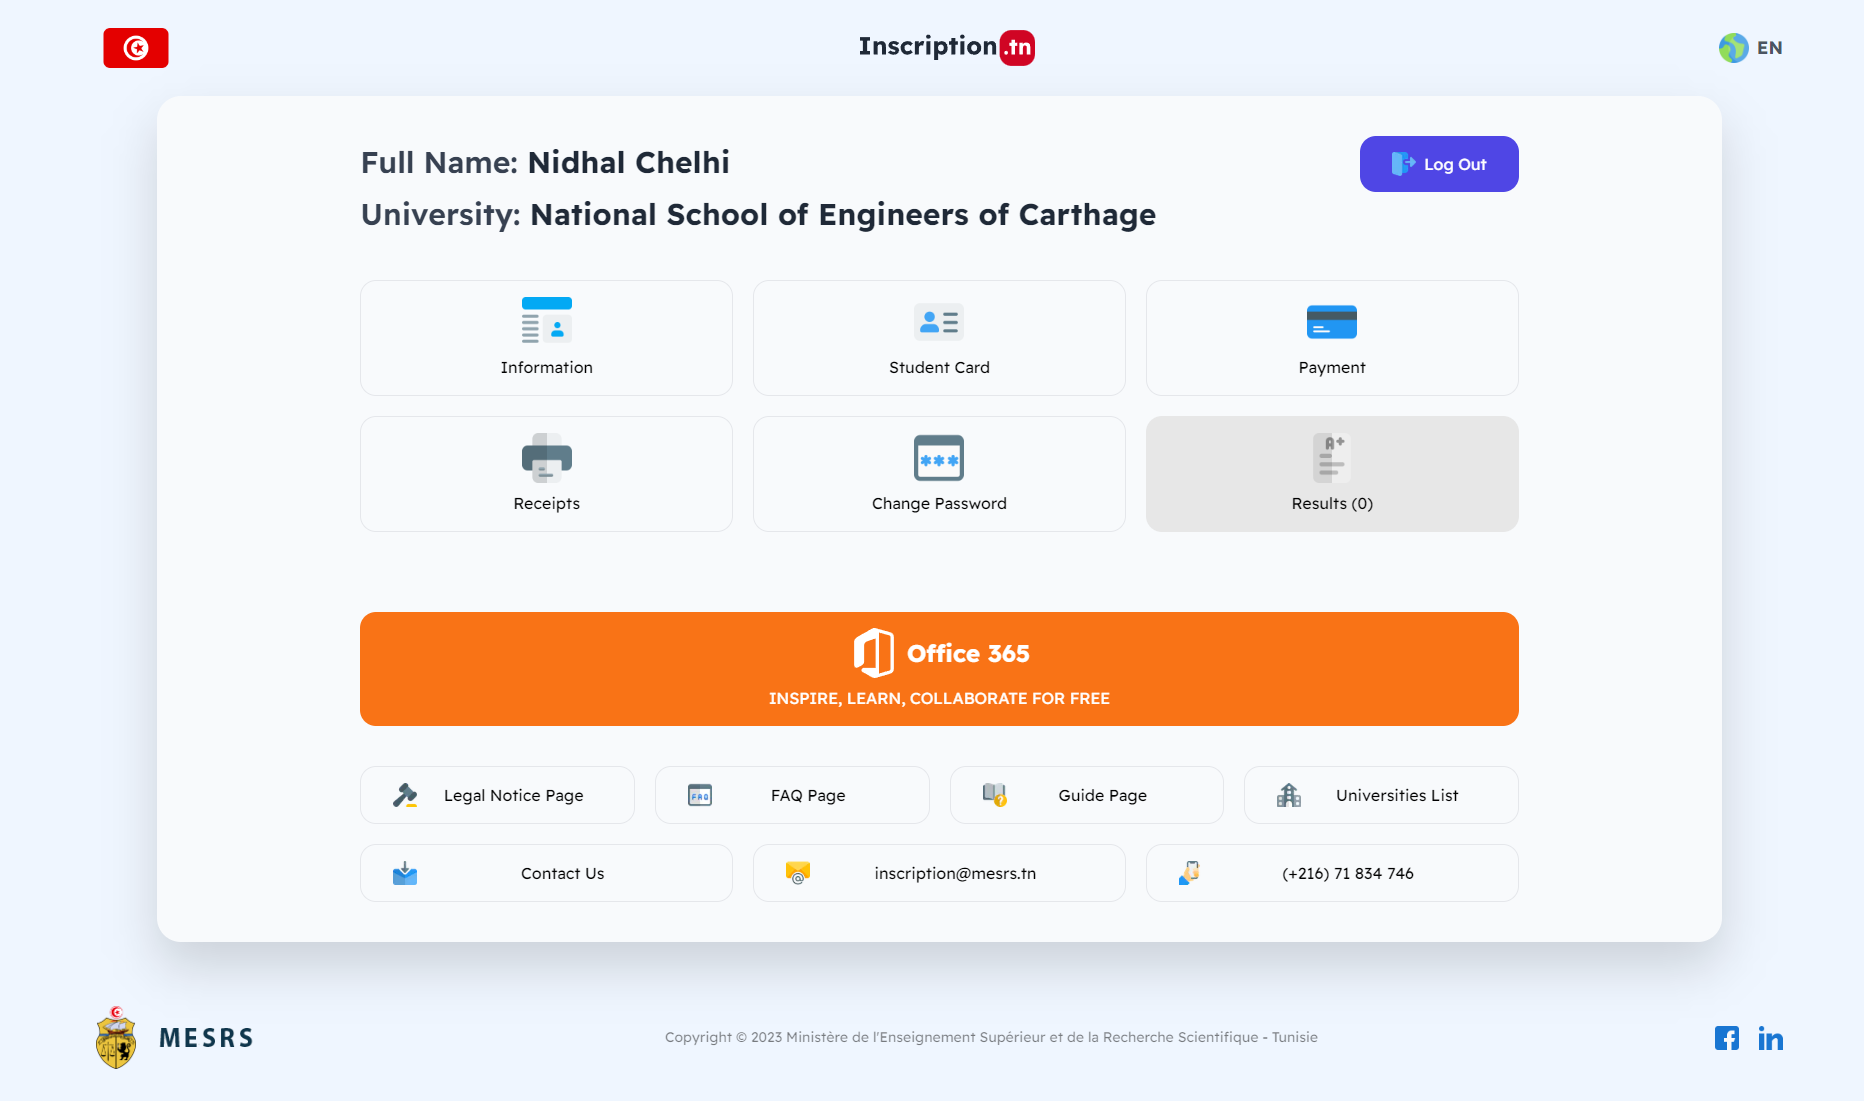 Inscription.tn
EN
Full Name: Nidhal Chelhi
Log Out
University: National School of Engineers of Carthage
Information
Student Card
Payment
***
A+
Receipts
Change Password
Results (0)
Office 365
INSPIRE, LEARN, COLLABORATE FOR FREE
Legal Notice Page
FAQ
FAQ Page
?
Guide Page
Universities List
Contact Us
@
inscription@mesrs.tn
(+216) 71 834 746
MESRS
Copyright © 2023 Ministère de l'Enseignement Supérieur et de la Recherche Scientifique - Tunisie
f
in